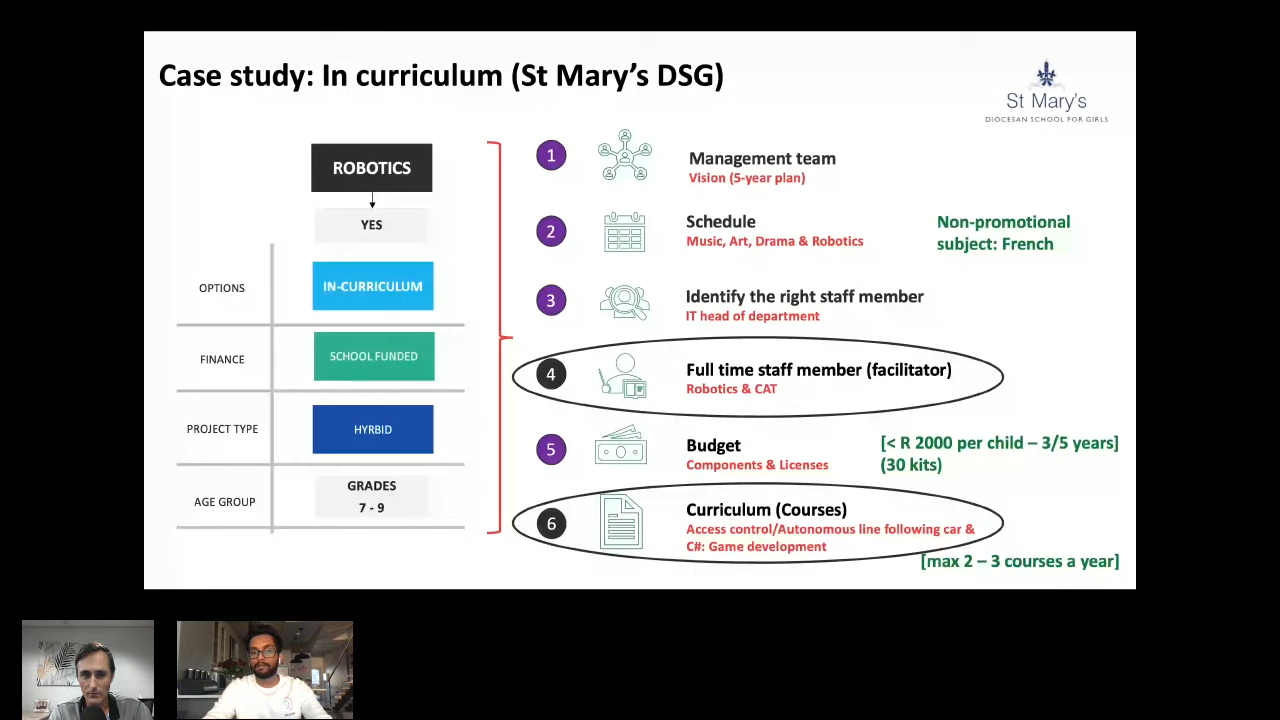 Case study: In curriculum (St Mary's DSG)
St Mary's
DIOCESAN SCHOOL FOR GIRLS
ROBOTICS
YES
OPTIONS
IN-CURRICULUM
FINANCE
SCHOOL FUNDED
PROJECT TYPE
HYRBID
AGE GROUP
GRADES
7 - 9
1
Management team
Vision (5-year plan)
2
Schedule
Music, Art, Drama & Robotics
Non-promotional
subject: French
3
Identify the right staff member
IT head of department
4
Full time staff member (facilitator)
Robotics & CAT
5
Budget
Components & Licenses
[< R 2000 per child – 3/5 years]
(30 kits)
6
Curriculum (Courses)
Access control/Autonomous line following car &
C#: Game development
[max 2 – 3 courses a year]